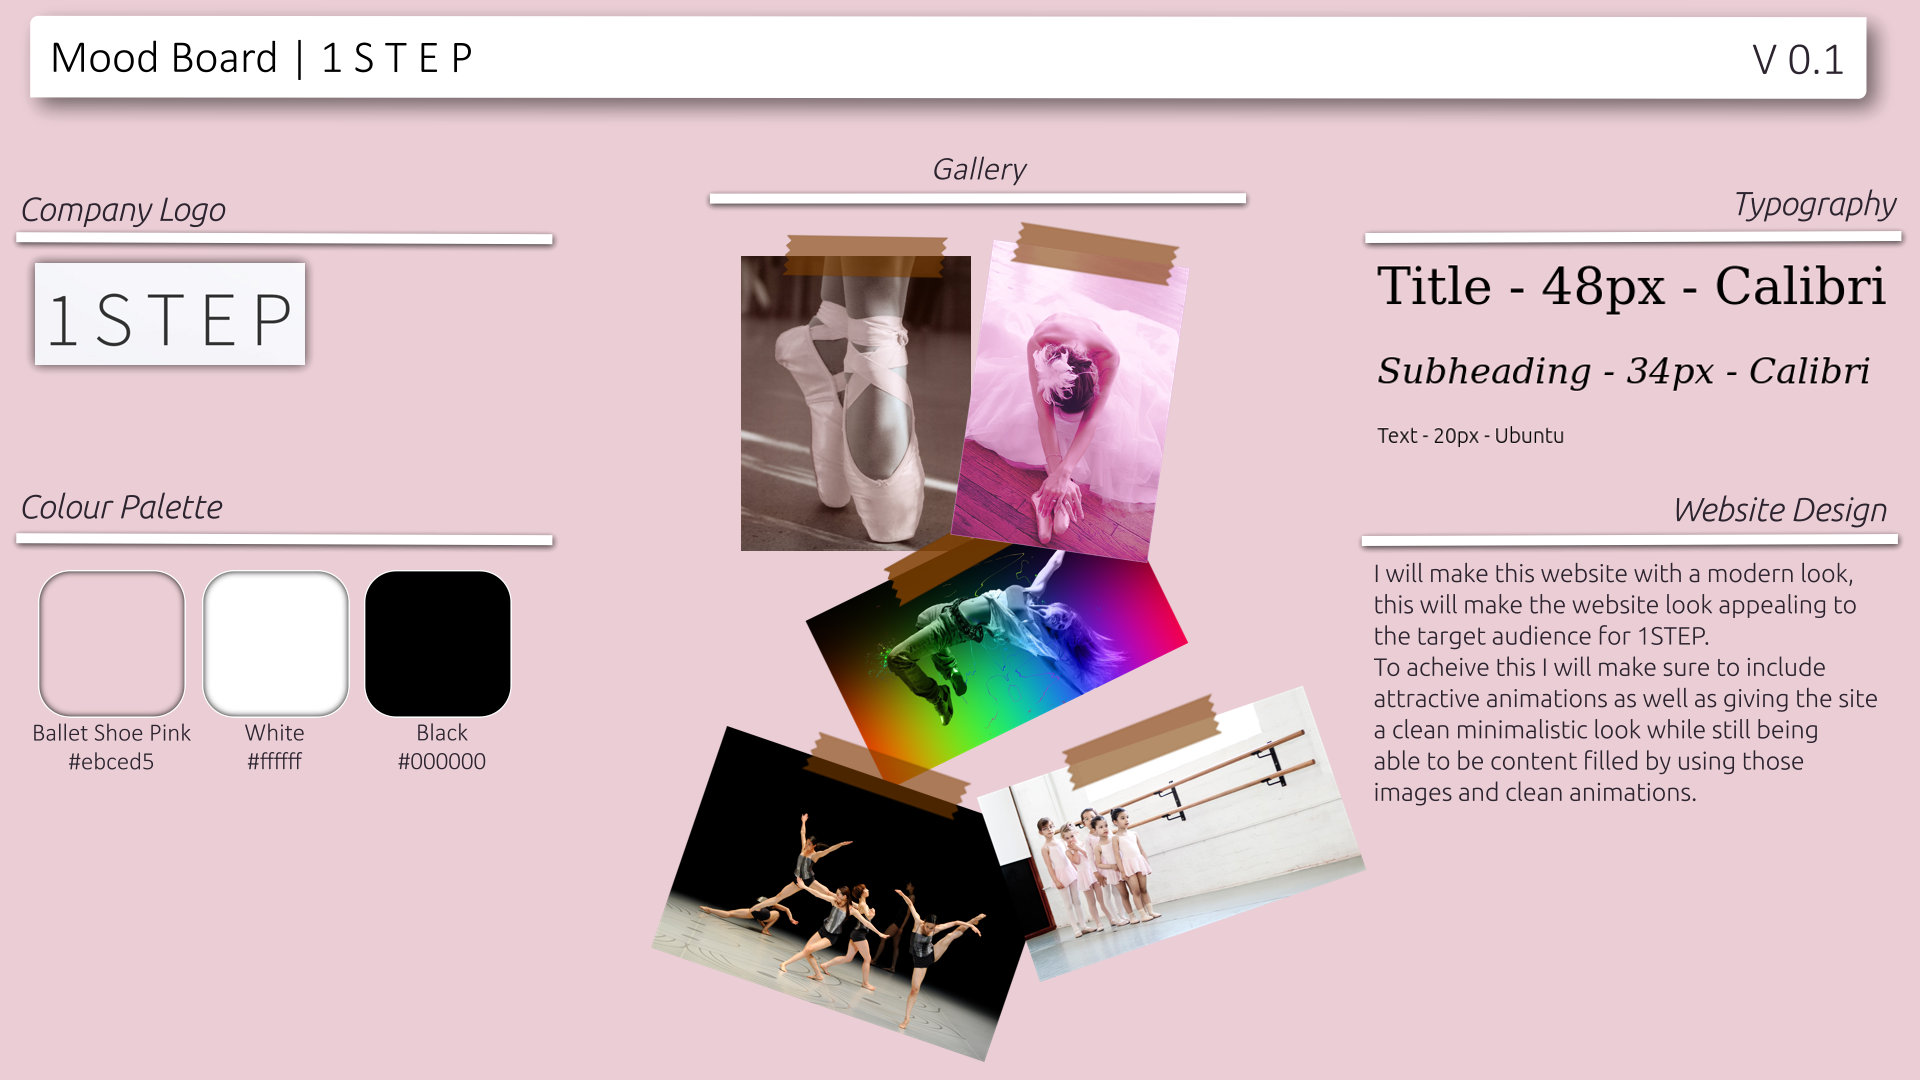 Mood Board | 1 S T E P
V 0.1
Company Logo
1 S T E P
Colour Palette
Ballet Shoe Pink
#ebced5
White
#ffffff
Black
#000000
Gallery
Typography
Title - 48px - Calibri
Subheading - 34px - Calibri
Text - 20px - Ubuntu
Website Design
I will make this website with a modern look,
this will make the website look appealing to
the target audience for 1STEP.
To acheive this I will make sure to include
attractive animations as well as giving the site
a clean minimalistic look while still being
able to be content filled by using those
images and clean animations.